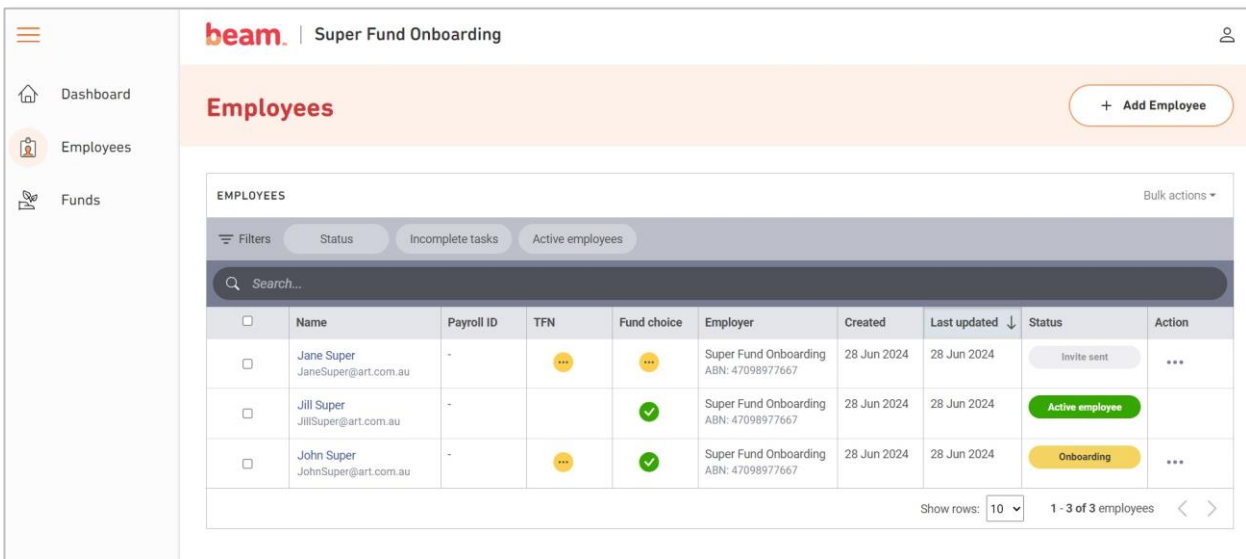 beam. | Super Fund Onboarding
Dashboard
Employees
Funds
Employees
+ Add Employee
EMPLOYEES
Bulk actions
Filters Status Incomplete tasks Active employees
Search...
Name Payroll ID TFN Fund choice Employer Created Last updated ↓ Status Action
Jane Super - Super Fund Onboarding 28 Jun 2024 28 Jun 2024 Invite sent
JaneSuper@art.com.au ABN: 47098977667
Jill Super - Super Fund Onboarding 28 Jun 2024 28 Jun 2024 Active employee
JillSuper@art.com.au ABN: 47098977667
John Super - Super Fund Onboarding 28 Jun 2024 28 Jun 2024 Onboarding
JohnSuper@art.com.au ABN: 47098977667
Show rows: 10 1 - 3 of 3 employees < >